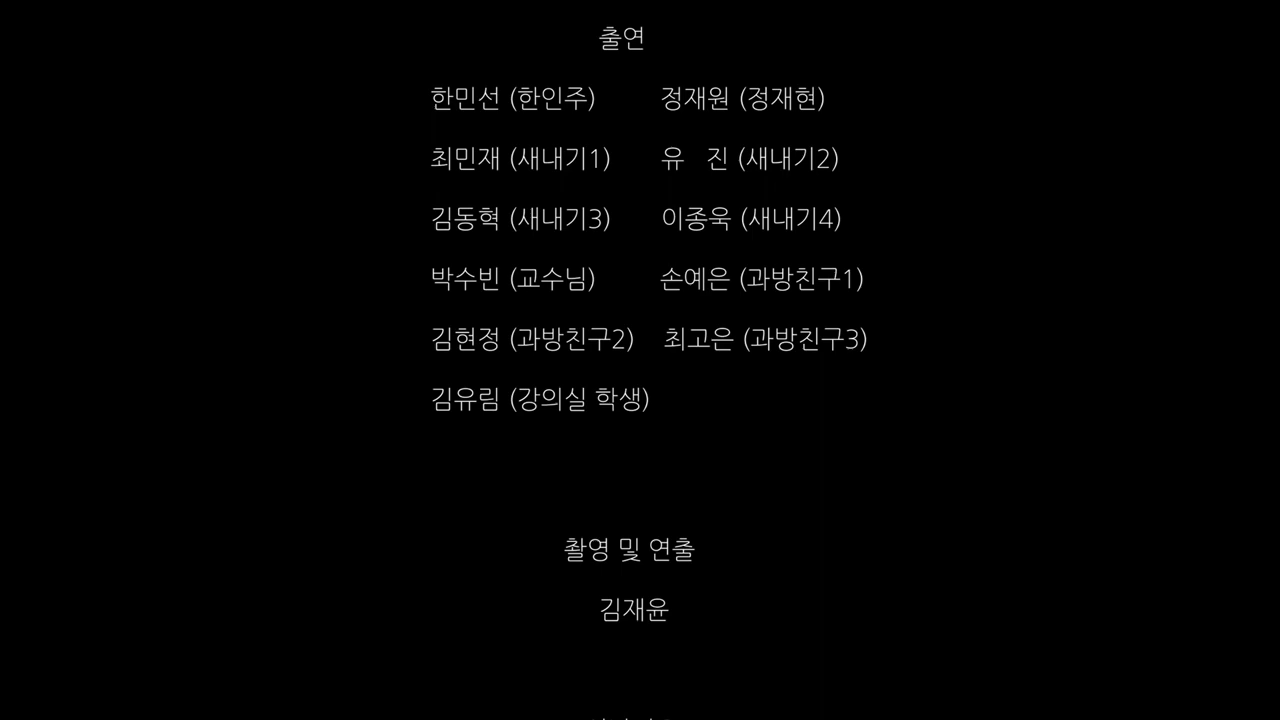 출연
한민선 (한인주) 정재원 (정재현)
최민재 (새내기1) 유 진 (새내기2)
김동혁 (새내기3) 이종욱 (새내기4)
박수빈 (교수님) 손예은 (과방친구1)
김현정 (과방친구2) 최고은 (과방친구3)
김유림 (강의실 학생)
촬영 및 연출
김재윤